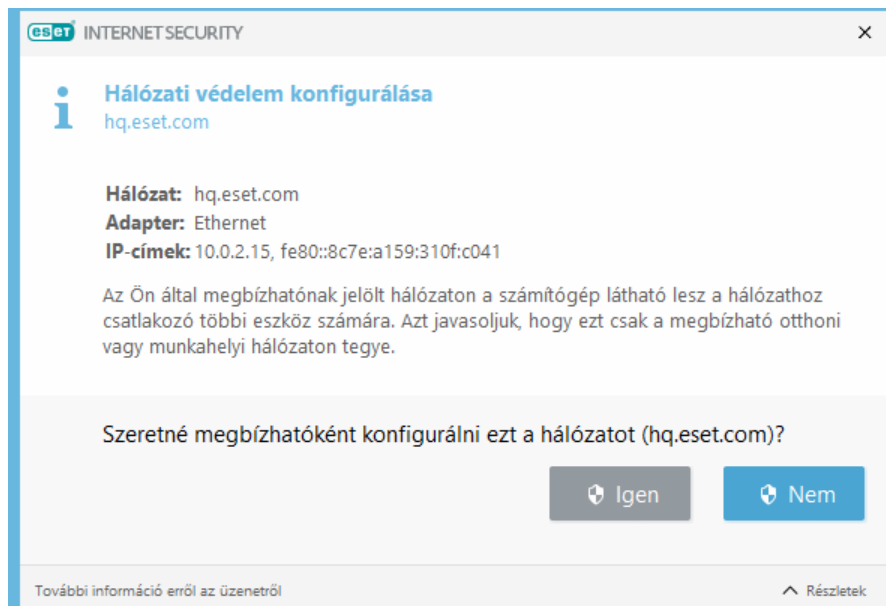 eset INTERNET SECURITY
Hálózati védelem konfigurálása
hq.eset.com
Hálózat: hq.eset.com
Adapter: Ethernet
IP-címek: 10.0.2.15, fe80::8c7e:a159:310f:c041
Az Ön által megbízhatónak jelölt hálózaton a számítógép látható lesz a hálózathoz
csatlakozó többi eszköz számára. Azt javasoljuk, hogy ezt csak a megbízható otthoni
vagy munkahelyi hálózaton tegye.
Szeretné megbízhatóként konfigurálni ezt a hálózatot (hq.eset.com)?
Igen Nem
További információ erről az üzenetről Részletek